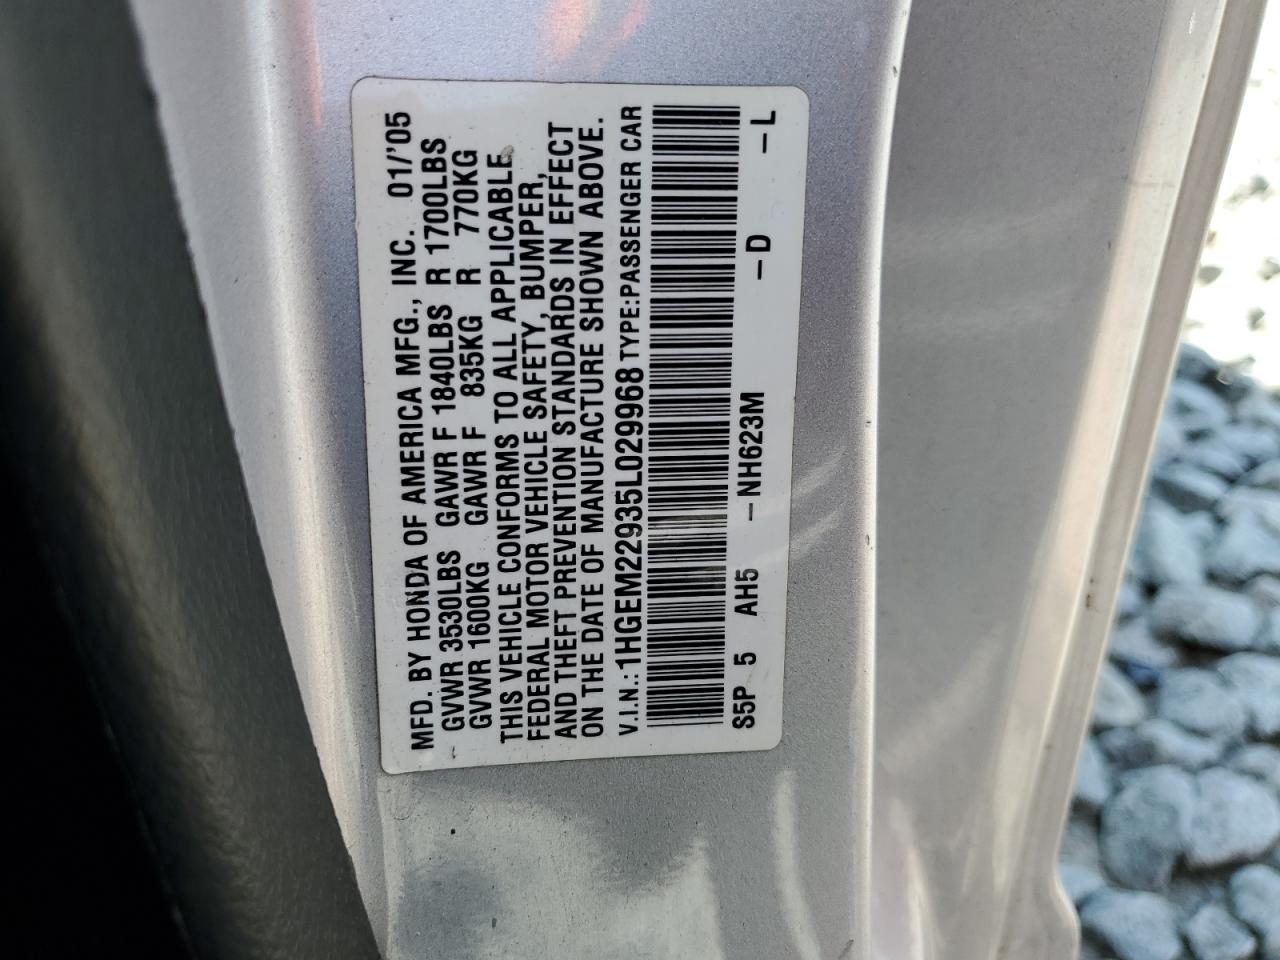 MFD. BY HONDA OF AMERICA MFG., INC. 01/'05
GVWR 3530LBS GAWR F 1840LBS R 1700LBS
GVWR 1600KG GAWR F 835KG R 770KG
THIS VEHICLE CONFORMS TO ALL APPLICABLE
FEDERAL MOTOR VEHICLE SAFETY, BUMPER,
AND THEFT PREVENTION STANDARDS IN EFFECT
ON THE DATE OF MANUFACTURE SHOWN ABOVE.
V.I.N.: 1HGEM22935L029968 TYPE:PASSENGER CAR
S5P 5 AH5 – NH623M –D –L